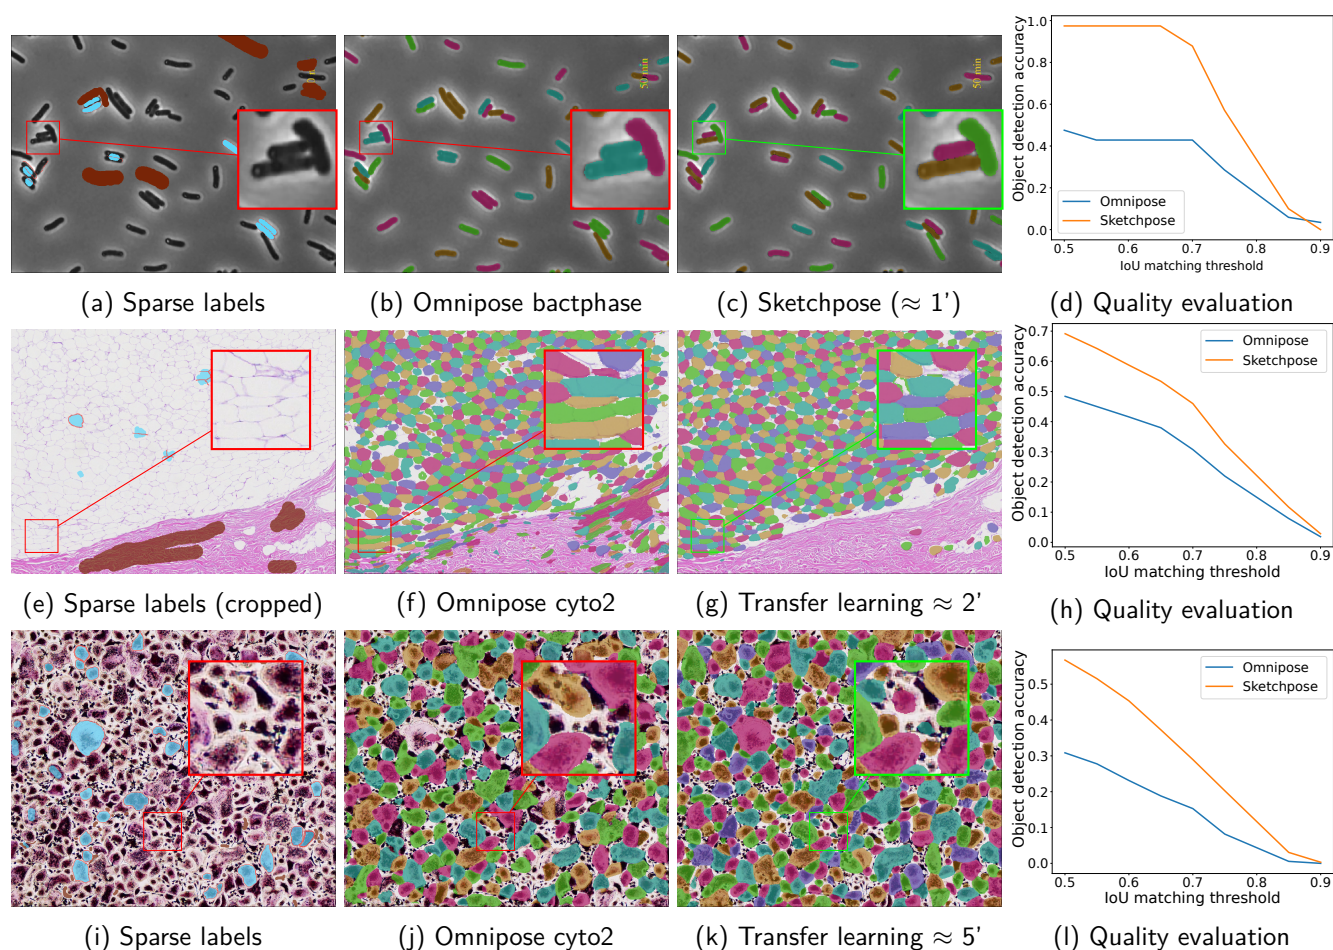 50 min
50 min
1.0
0.8
0.6
0.4
0.2
0.0
Object detection accuracy
Omnipose
Sketchpose
0.5 0.6 0.7 0.8 0.9
IoU matching threshold
(a) Sparse labels
(b) Omnipose bactphase
(c) Sketchpose (≈ 1')
(d) Quality evaluation
0.7
0.6
0.5
0.4
0.3
0.2
0.1
0.0
Object detection accuracy
Omnipose
Sketchpose
0.5 0.6 0.7 0.8 0.9
IoU matching threshold
(e) Sparse labels (cropped)
(f) Omnipose cyto2
(g) Transfer learning ≈ 2'
(h) Quality evaluation
0.5
0.4
0.3
0.2
0.1
0.0
Object detection accuracy
Omnipose
Sketchpose
0.5 0.6 0.7 0.8 0.9
IoU matching threshold
(i) Sparse labels
(j) Omnipose cyto2
(k) Transfer learning ≈ 5'
(l) Quality evaluation